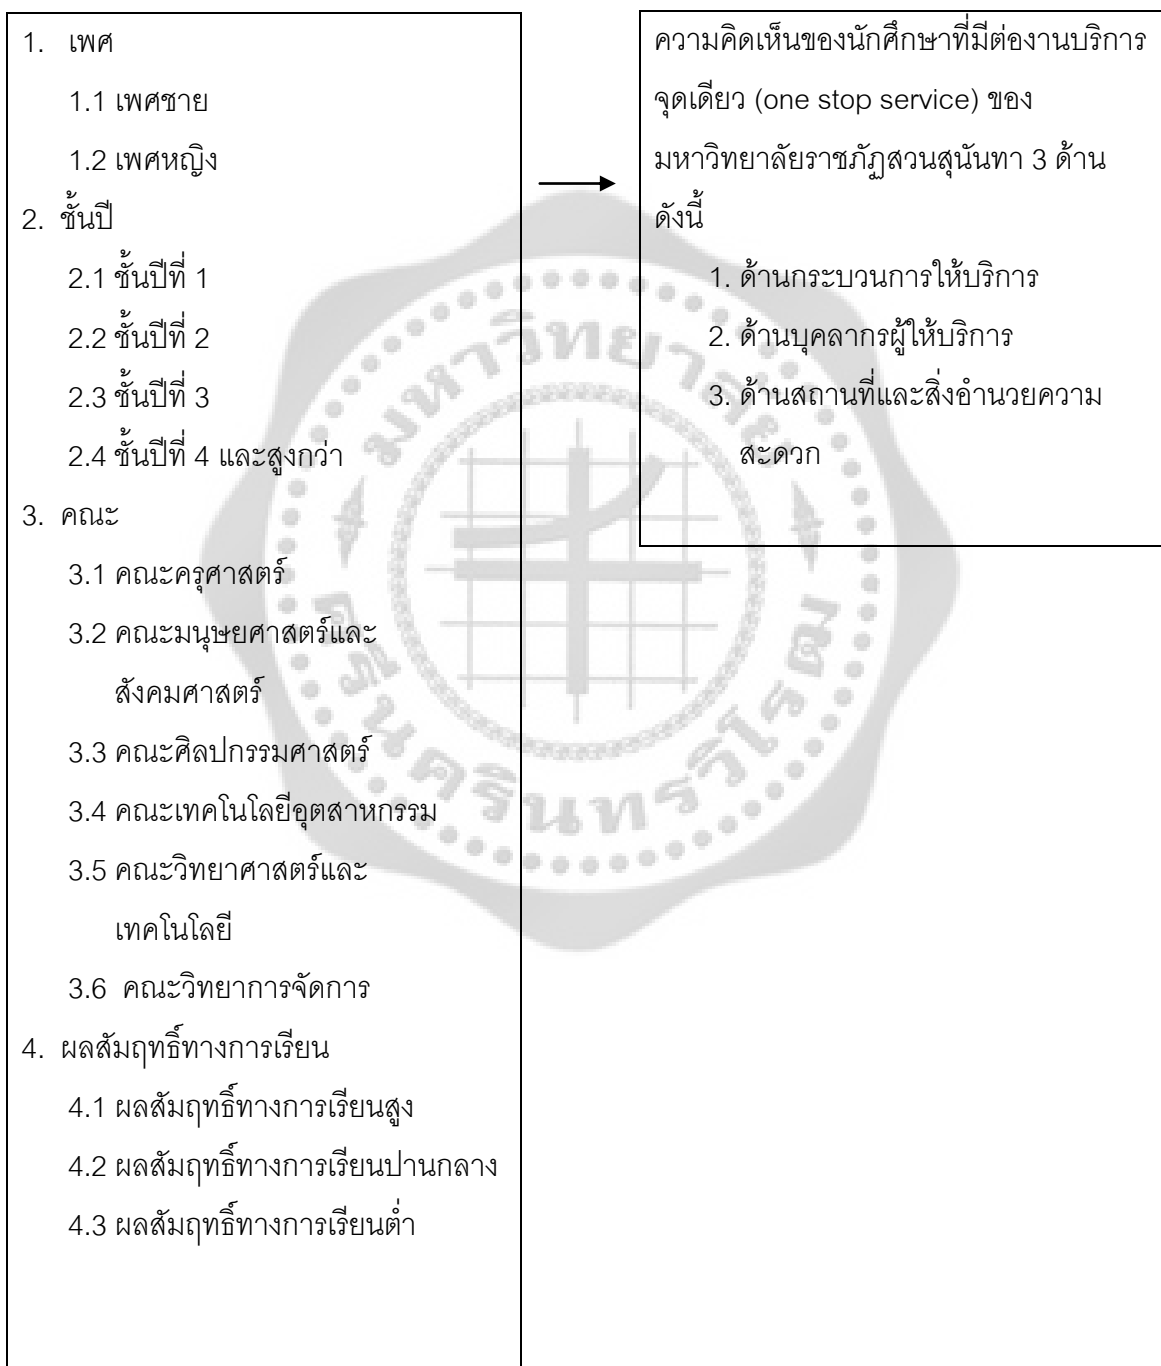 1. เพศ
1.1 เพศชาย
1.2 เพศหญิง
2. ชั้นปี
2.1 ชั้นปีที่ 1
2.2 ชั้นปีที่ 2
2.3 ชั้นปีที่ 3
2.4 ชั้นปีที่ 4 และสูงกว่า
3. คณะ
3.1 คณะครุศาสตร์
3.2 คณะมนุษยศาสตร์และ
สังคมศาสตร์
3.3 คณะศิลปกรรมศาสตร์
3.4 คณะเทคโนโลยีอุตสาหกรรม
3.5 คณะวิทยาศาสตร์และ
เทคโนโลยี
3.6 คณะวิทยาการจัดการ
4. ผลสัมฤทธิ์ทางการเรียน
4.1 ผลสัมฤทธิ์ทางการเรียนสูง
4.2 ผลสัมฤทธิ์ทางการเรียนปานกลาง
4.3 ผลสัมฤทธิ์ทางการเรียนต่ำ
ความคิดเห็นของนักศึกษาที่มีต่องานบริการ
จุดเดียว (one stop service) ของ
มหาวิทยาลัยราชภัฏสวนสุนันทา 3 ด้าน
ดังนี้
1. ด้านกระบวนการให้บริการ
2. ด้านบุคลากรผู้ให้บริการ
3. ด้านสถานที่และสิ่งอำนวยความ
สะดวก
มหาวิทยาลัย
ศรีนครินทรวิโรฒ